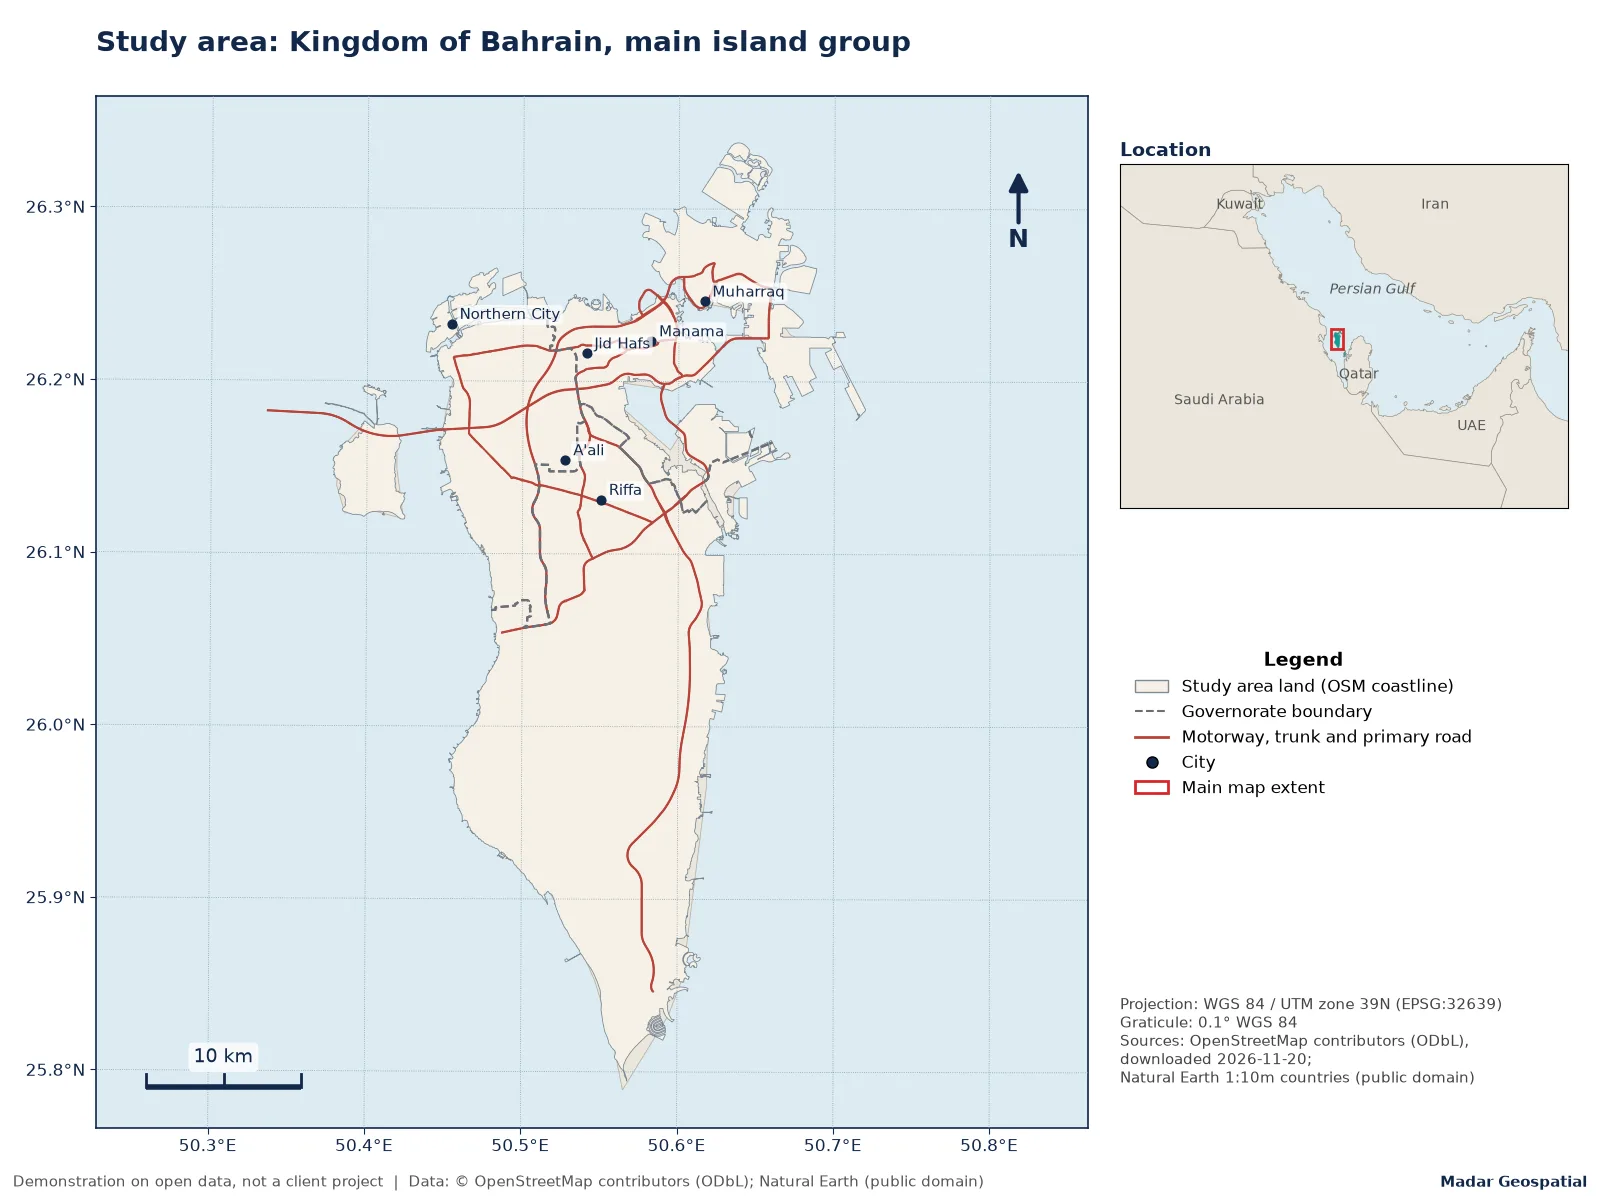 Study area: Kingdom of Bahrain, main island group
26.3°N
26.2°N
26.1°N
26.0°N
25.9°N
25.8°N
50.3°E
50.4°E
50.5°E
50.6°E
50.7°E
50.8°E
N
Muharraq
Northern City
Manama
Jid Hafs
A'ali
Riffa
10 km
Location
Kuwait
Iran
Persian Gulf
Qatar
Saudi Arabia
UAE
Legend
Study area land (OSM coastline)
Governorate boundary
Motorway, trunk and primary road
City
Main map extent
Projection: WGS 84 / UTM zone 39N (EPSG:32639)
Graticule: 0.1° WGS 84
Sources: OpenStreetMap contributors (ODbL),
downloaded 2026-11-20;
Natural Earth 1:10m countries (public domain)
Demonstration on open data, not a client project | Data: © OpenStreetMap contributors (ODbL); Natural Earth (public domain)
Madar Geospatial